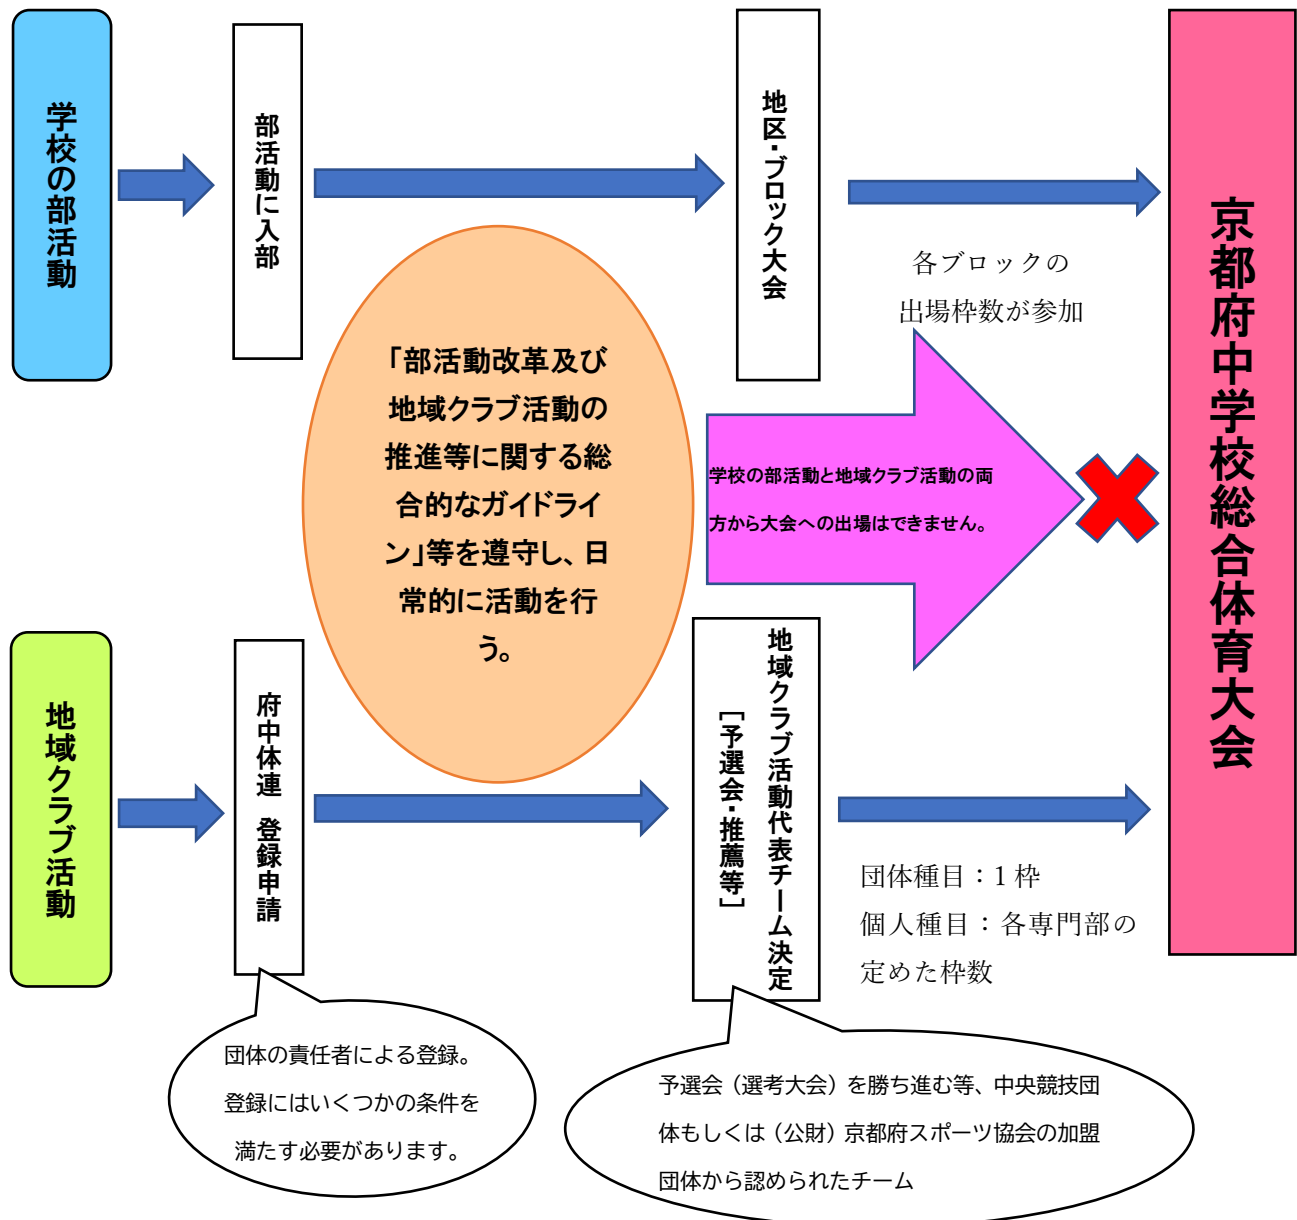 学校の部活動
部活動に入部
地区・ブロック大会
各ブロックの
出場枠数が参加
京都府中学校総合体育大会
「部活動改革及び
地域クラブ活動の
推進等に関する総
合的なガイドライ
ン」等を遵守し、日
常的に活動を行
う。
学校の部活動と地域クラブ活動の両
方から大会への出場はできません。
地域クラブ活動
府中体連 登録申請
地域クラブ活動代表チーム決定
［予選会・推薦等］
団体種目：1 枠
個人種目：各専門部の
定めた枠数
団体の責任者による登録。
登録にはいくつかの条件を
満たす必要があります。
予選会（選考大会）を勝ち進む等、中央競技団
体もしくは（公財）京都府スポーツ協会の加盟
団体から認められたチーム